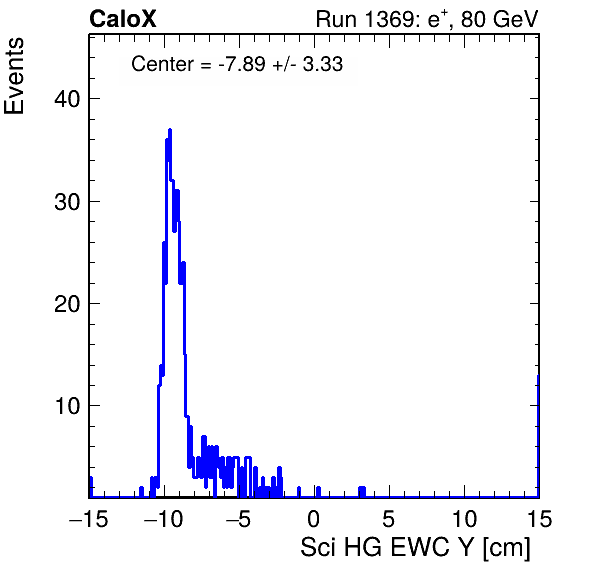 CaloX Run 1369: e⁺, 80 GeV
Center = -7.89 +/- 3.33
Events
40
30
20
10
−15 −10 −5 0 5 10 15
Sci HG EWC Y [cm]